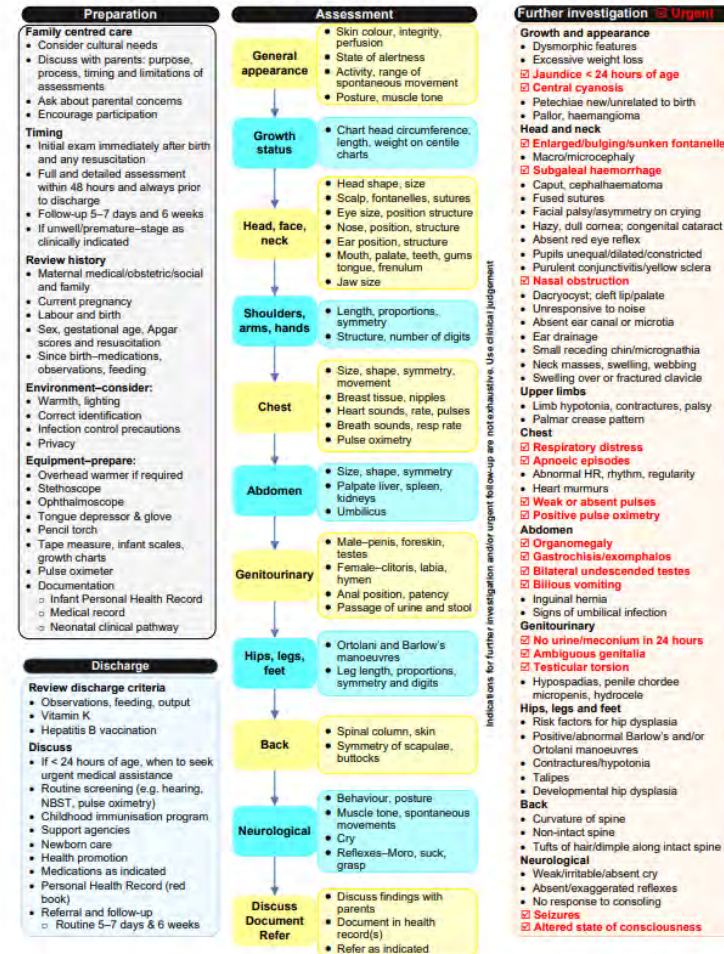 Preparation
Family centred care
• Consider cultural needs
• Discuss with parents: purpose,
process, timing and limitations of
assessments
• Ask about parental concerns
• Encourage participation
Timing
• Initial exam immediately after birth
and any resuscitation
• Full and detailed assessment
within 48 hours and always prior
to discharge
• Follow-up 5–7 days and 6 weeks
• If unwell/premature–stage as
clinically indicated
Review history
• Maternal medical/obstetric/social
and family
• Current pregnancy
• Labour and birth
• Sex, gestational age, Apgar
scores and resuscitation
• Since birth–medications,
observations, feeding
Environment–consider:
• Warmth, lighting
• Correct identification
• Infection control precautions
• Privacy
Equipment–prepare:
• Overhead warmer if required
• Stethoscope
• Ophthalmoscope
• Tongue depressor & glove
• Pencil torch
• Tape measure, infant scales,
growth charts
• Pulse oximeter
• Documentation
○ Infant Personal Health Record
○ Medical record
○ Neonatal clinical pathway
Discharge
Review discharge criteria
• Observations, feeding, output
• Vitamin K
• Hepatitis B vaccination
Discuss
• If < 24 hours of age, when to seek
urgent medical assistance
• Routine screening (e.g. hearing,
NBST, pulse oximetry)
• Childhood immunisation program
• Support agencies
• Newborn care
• Health promotion
• Medications as indicated
• Personal Health Record (red
book)
• Referral and follow-up
○ Routine 5–7 days & 6 weeks
Assessment
General
appearance
• Skin colour, integrity,
perfusion
• State of alertness
• Activity, range of
spontaneous movement
• Posture, muscle tone
Growth
status
• Chart head circumference,
length, weight on centile
charts
Head, face,
neck
• Head shape, size
• Scalp, fontanelles, sutures
• Eye size, position structure
• Nose, position, structure
• Ear position, structure
• Mouth, palate, teeth, gums
tongue, frenulum
• Jaw size
Shoulders,
arms, hands
• Length, proportions,
symmetry
• Structure, number of digits
Chest
• Size, shape, symmetry,
movement
• Breast tissue, nipples
• Heart sounds, rate, pulses
• Breath sounds, resp rate
• Pulse oximetry
Abdomen
• Size, shape, symmetry
• Palpate liver, spleen,
kidneys
• Umbilicus
Genitourinary
• Male–penis, foreskin,
testes
• Female–clitoris, labia,
hymen
• Anal position, patency
• Passage of urine and stool
Hips, legs,
feet
• Ortolani and Barlow's
manoeuvres
• Leg length, proportions,
symmetry and digits
Back
• Spinal column, skin
• Symmetry of scapulae,
buttocks
Neurological
• Behaviour, posture
• Muscle tone, spontaneous
movements
• Cry
• Reflexes–Moro, suck,
grasp
Discuss
Document
Refer
• Discuss findings with
parents
• Document in health
record(s)
• Refer as indicated
Indications for further investigation and/or urgent follow-up are not exhaustive. Use clinical judgement
Further investigation ☑ Urgent
Growth and appearance
• Dysmorphic features
• Excessive weight loss
☑ Jaundice < 24 hours of age
☑ Central cyanosis
• Petechiae new/unrelated to birth
• Pallor, haemangioma
Head and neck
☑ Enlarged/bulging/sunken fontanelle
• Macro/microcephaly
☑ Subgaleal haemorrhage
• Caput, cephalhaematoma
• Fused sutures
• Facial palsy/asymmetry on crying
• Hazy, dull cornea; congenital cataract
• Absent red eye reflex
• Pupils unequal/dilated/constricted
• Purulent conjunctivitis/yellow sclera
☑ Nasal obstruction
• Dacryocyst; cleft lip/palate
• Unresponsive to noise
• Absent ear canal or microtia
• Ear drainage
• Small receding chin/micrognathia
• Neck masses, swelling, webbing
• Swelling over or fractured clavicle
Upper limbs
• Limb hypotonia, contractures, palsy
• Palmar crease pattern
Chest
☑ Respiratory distress
☑ Apnoeic episodes
• Abnormal HR, rhythm, regularity
• Heart murmurs
☑ Weak or absent pulses
☑ Positive pulse oximetry
Abdomen
☑ Organomegaly
☑ Gastrochisis/exomphalos
☑ Bilateral undescended testes
☑ Bilious vomiting
• Inguinal hernia
• Signs of umbilical infection
Genitourinary
☑ No urine/meconium in 24 hours
☑ Ambiguous genitalia
☑ Testicular torsion
• Hypospadias, penile chordee
micropenis, hydrocele
Hips, legs and feet
• Risk factors for hip dysplasia
• Positive/abnormal Barlow's and/or
Ortolani manoeuvres
• Contractures/hypotonia
• Talipes
• Developmental hip dysplasia
Back
• Curvature of spine
• Non-intact spine
• Tufts of hair/dimple along intact spine
Neurological
• Weak/irritable/absent cry
• Absent/exaggerated reflexes
• No response to consoling
☑ Seizures
☑ Altered state of consciousness